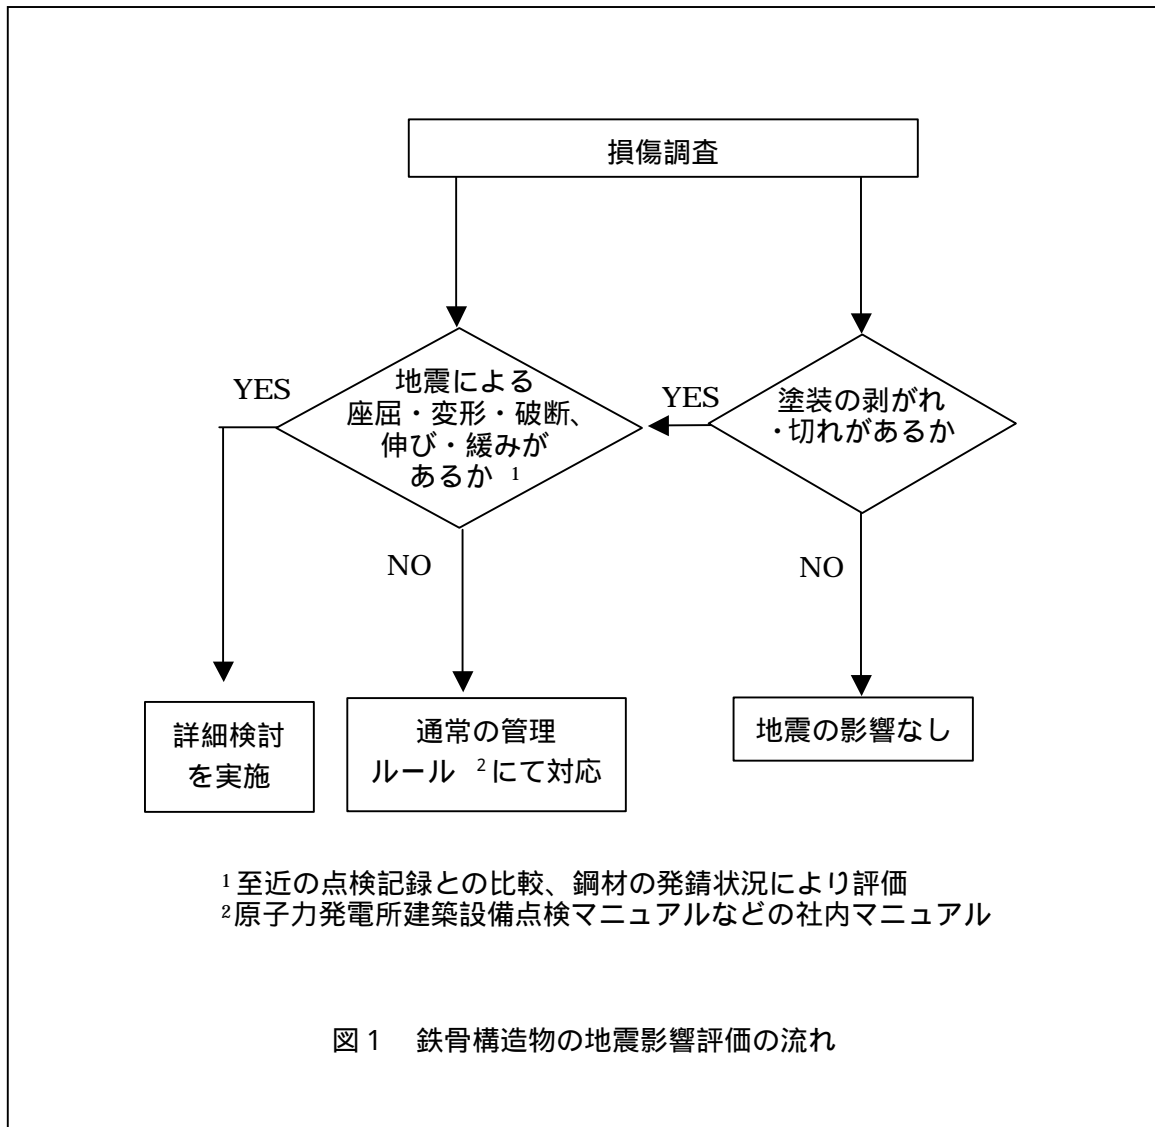 損傷調査
YES
地震による
座屈・変形・破断、
伸び・緩みが
あるか 1
YES
塗装の剥がれ
・切れがあるか
NO
NO
詳細検討
を実施
通常の管理
ルール 2にて対応
地震の影響なし
1 至近の点検記録との比較、鋼材の発錆状況により評価
2 原子力発電所建築設備点検マニュアルなどの社内マニュアル
図1 鉄骨構造物の地震影響評価の流れ